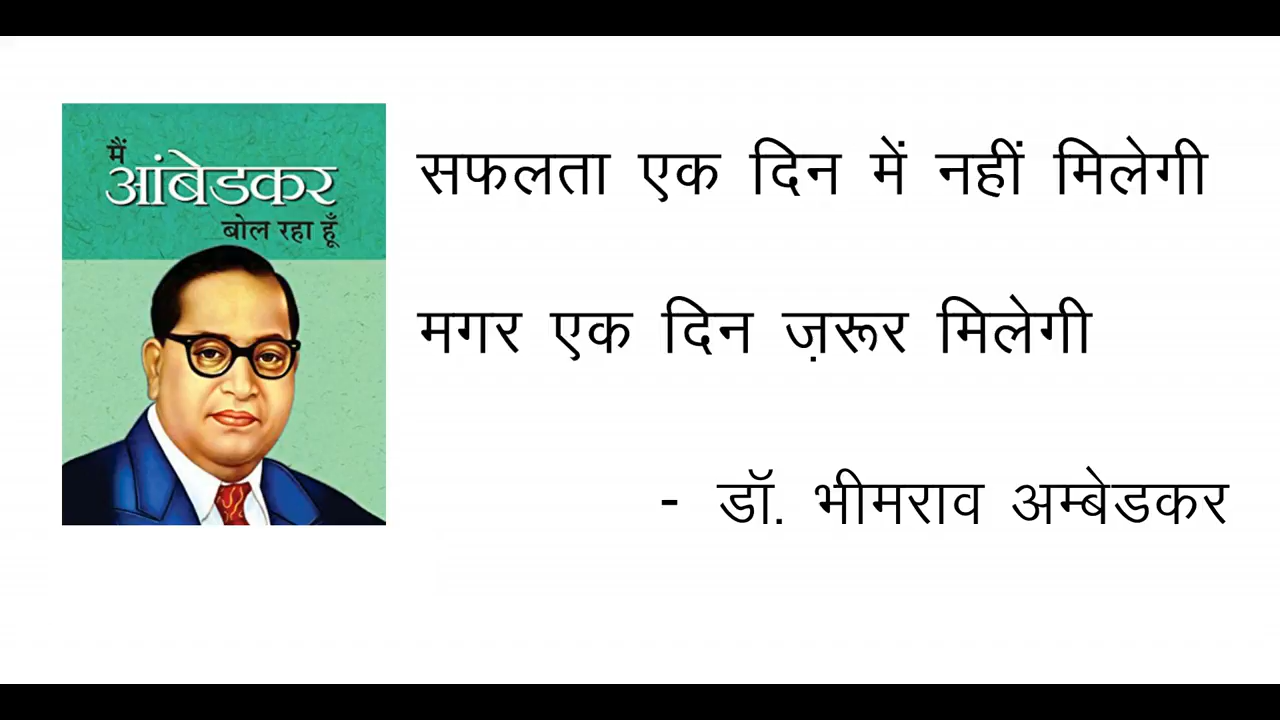 मैं
आंबेडकर
बोल रहा हूँ
सफलता एक दिन में नहीं मिलेगी
मगर एक दिन ज़रूर मिलेगी
- डॉ. भीमराव अम्बेडकर